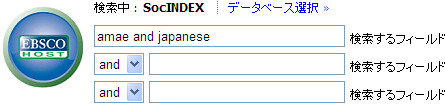 検索中 : SocINDEX データベース選択 »
EBSCO
HOST
amae and japanese 検索するフィールド
and 検索するフィールド
and 検索するフィールド